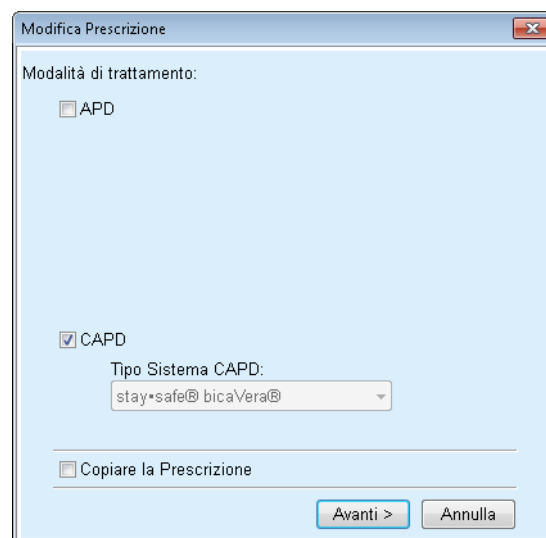 Modifica Prescrizione
Modalità di trattamento:
APD
CAPD
Tipo Sistema CAPD:
stay•safe® bicaVera®
Copiare la Prescrizione
Avanti > Annulla